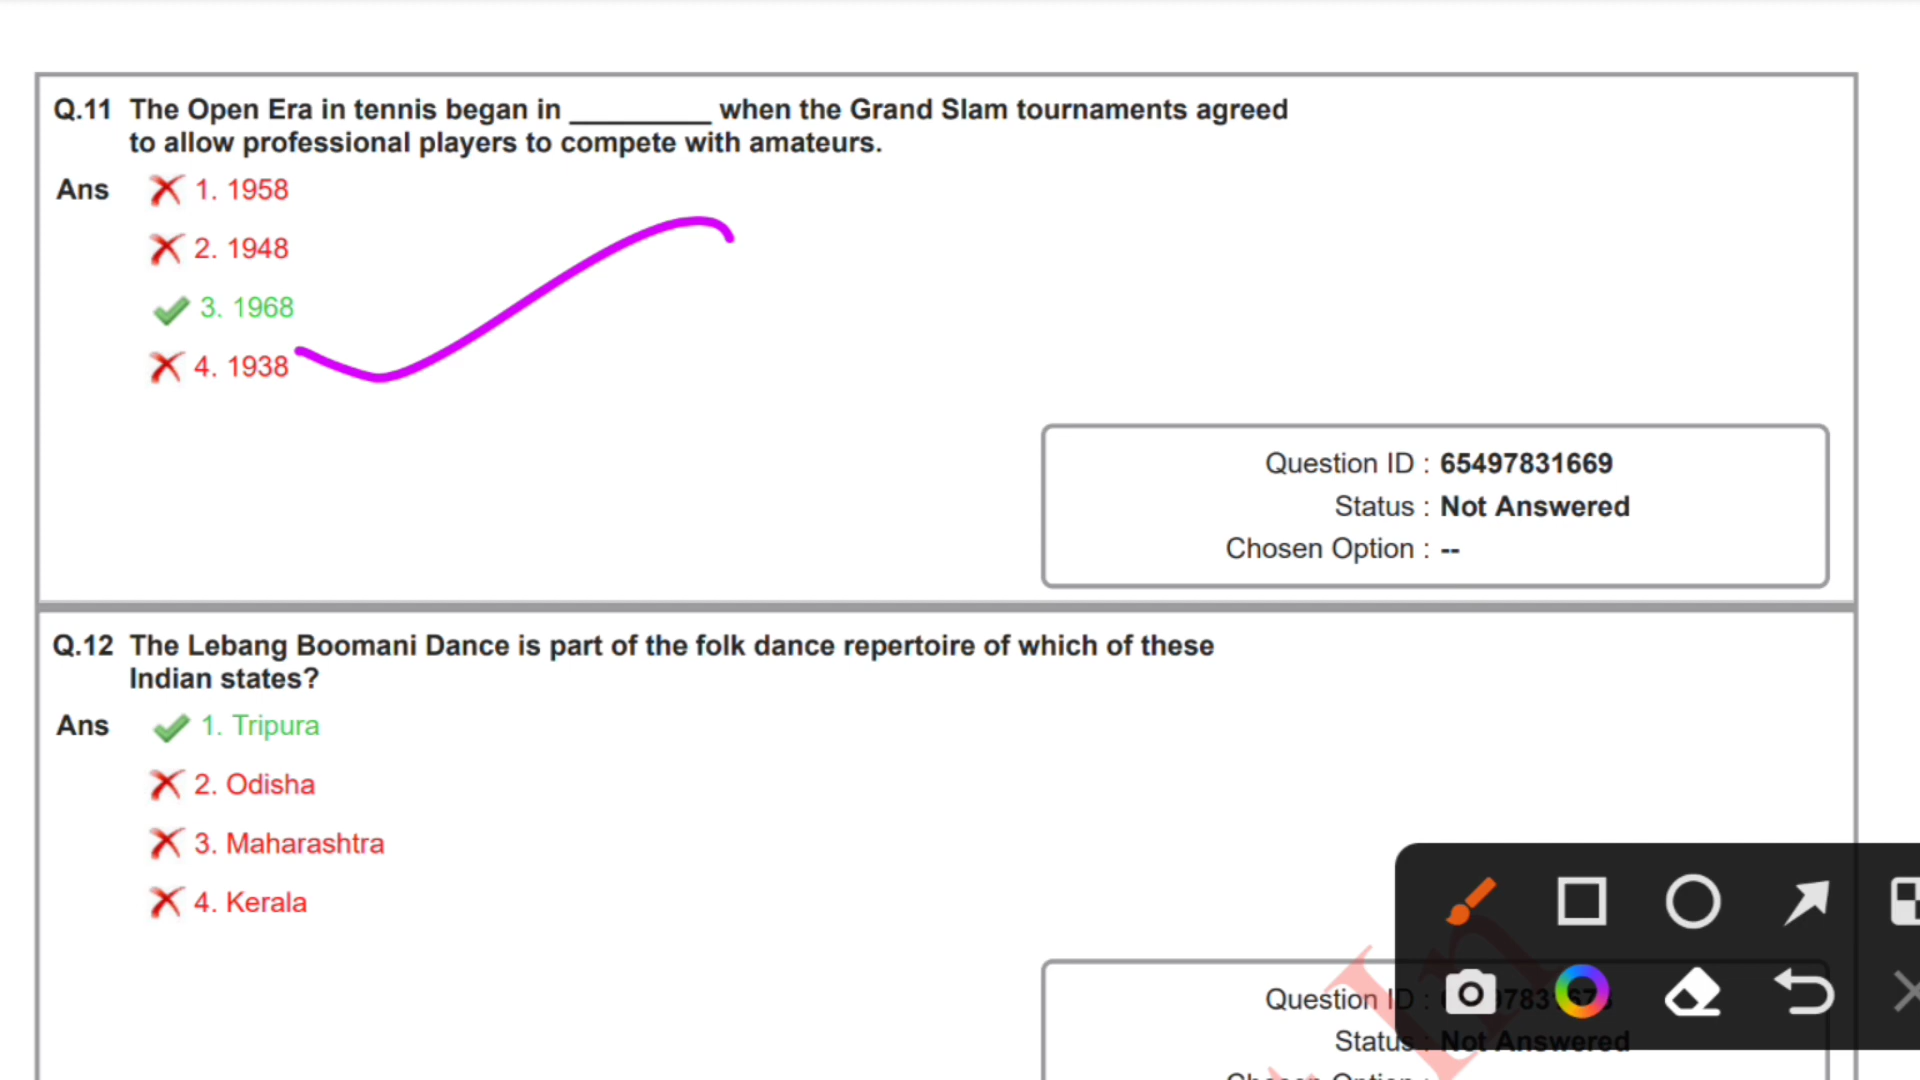 Q.11 The Open Era in tennis began in _________ when the Grand Slam tournaments agreed
to allow professional players to compete with amateurs.
Ans 1. 1958
2. 1948
3. 1968
4. 1938
Question ID : 65497831669
Status : Not Answered
Chosen Option : --
Q.12 The Lebang Boomani Dance is part of the folk dance repertoire of which of these
Indian states?
Ans 1. Tripura
2. Odisha
3. Maharashtra
4. Kerala
Question ID :
Status : Not Answered